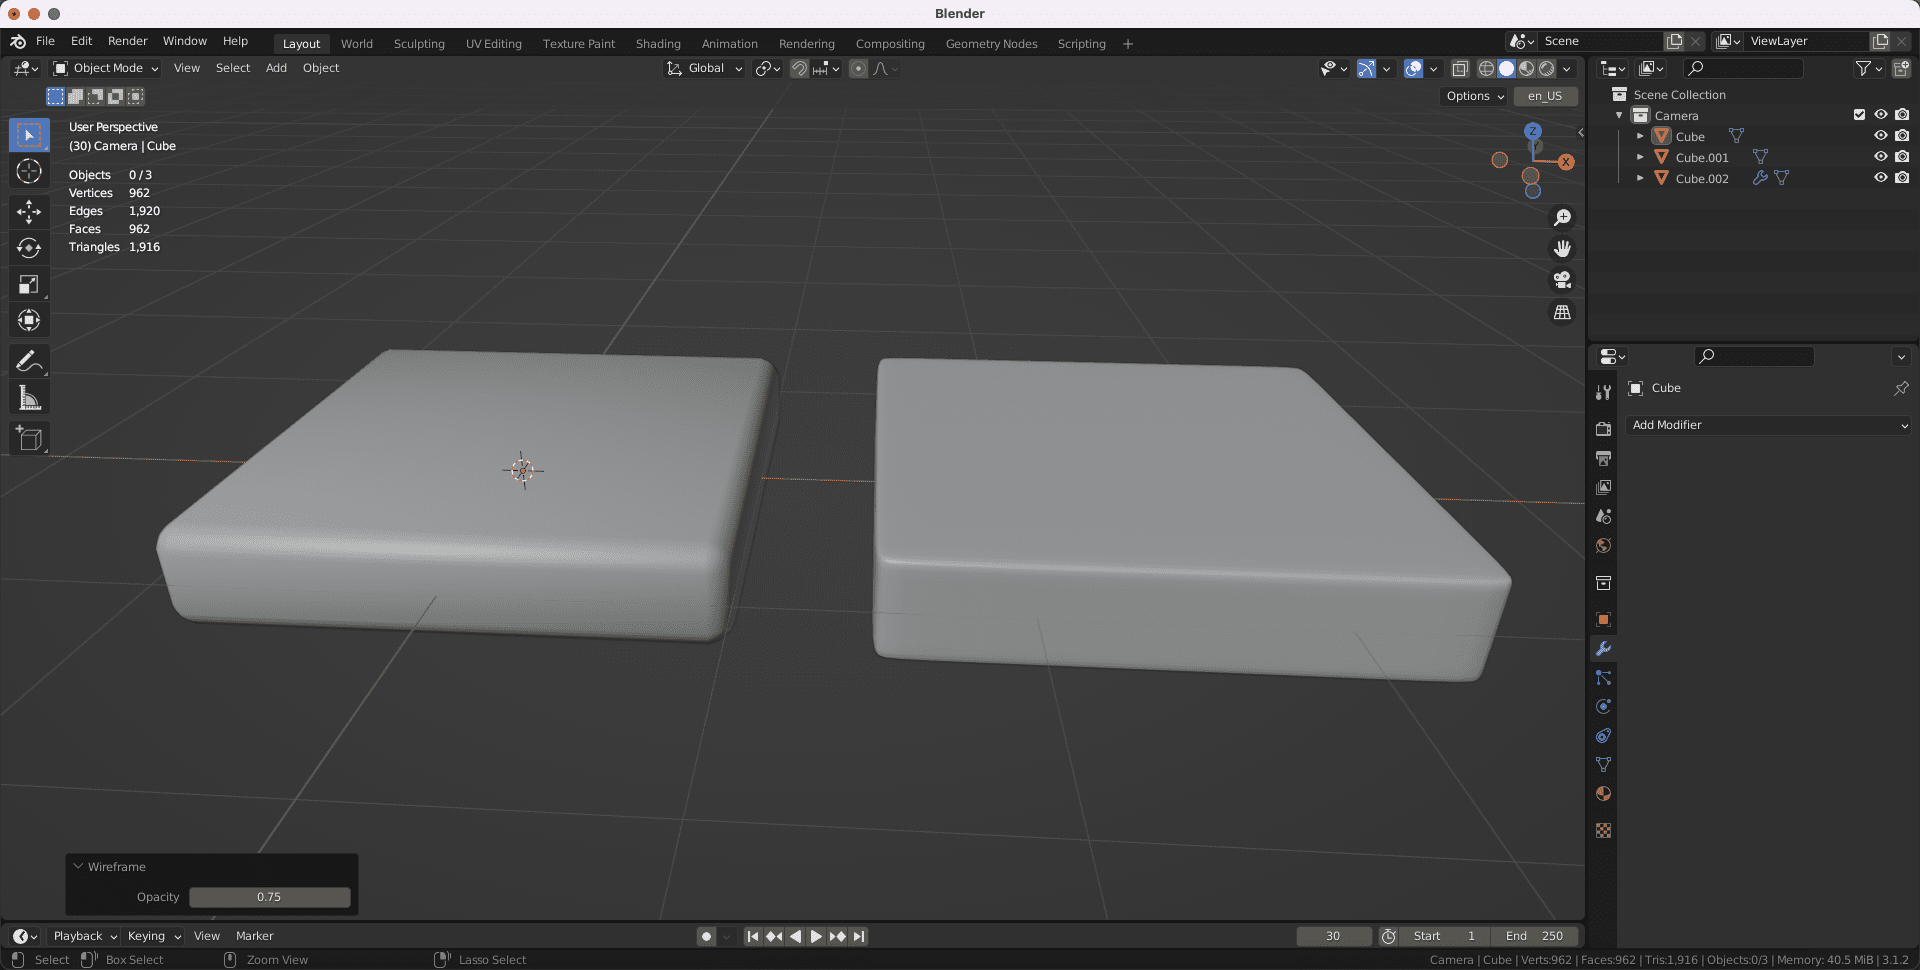 Blender
File Edit Render Window Help Layout World Sculpting UV Editing Texture Paint Shading Animation Rendering Compositing Geometry Nodes Scripting + Scene ViewLayer
Object Mode View Select Add Object Global
Options en_US
User Perspective
(30) Camera | Cube
Objects 0/3
Vertices 962
Edges 1,920
Faces 962
Triangles 1,916
Z
X
Scene Collection
Camera
Cube
Cube.001
Cube.002
Cube
Add Modifier
Wireframe
Opacity 0.75
Playback Keying View Marker 30 Start 1 End 250
Select Box Select Zoom View Lasso Select Camera | Cube | Verts:962 | Faces:962 | Tris:1,916 | Objects:0/3 | Memory: 40.5 MiB | 3.1.2